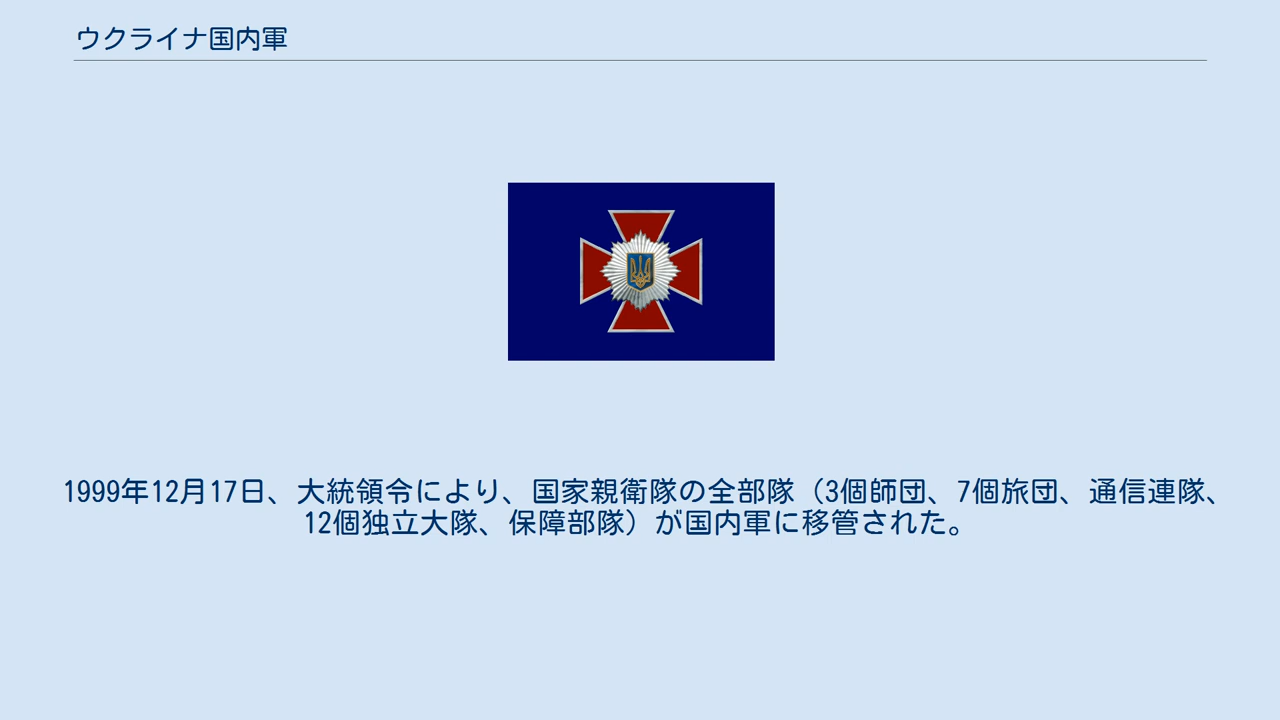 ウクライナ国内軍
1999年12月17日、大統領令により、国家親衛隊の全部隊（3個師団、7個旅団、通信連隊、
12個独立大隊、保障部隊）が国内軍に移管された。